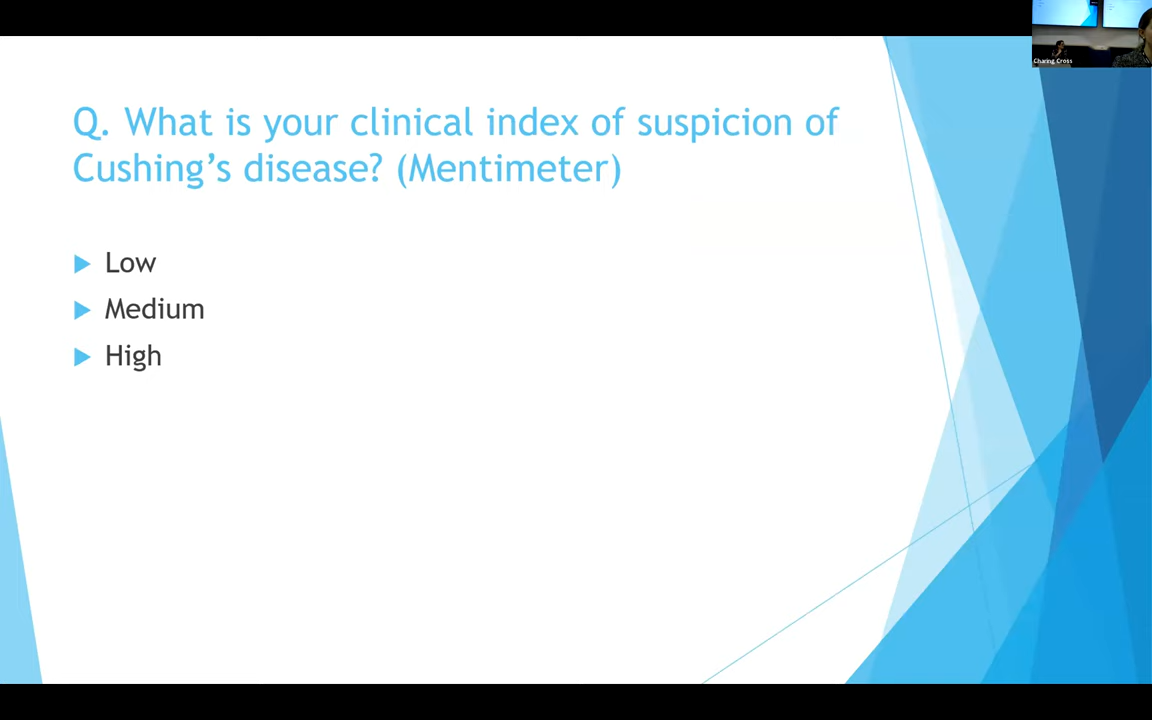 Q. What is your clinical index of suspicion of
Cushing’s disease? (Mentimeter)
Low
Medium
High
Charing Cross